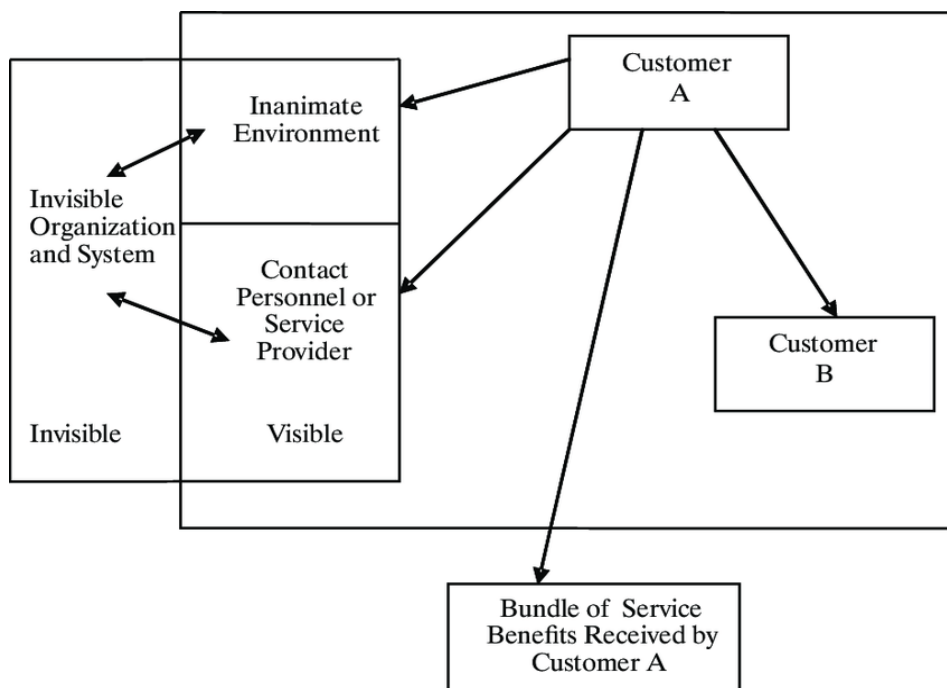 Customer
A
Inanimate
Environment
Invisible
Organization
and System
Contact
Personnel or
Service
Provider
Customer
B
Invisible
Visible
Bundle of Service
Benefits Received by
Customer A